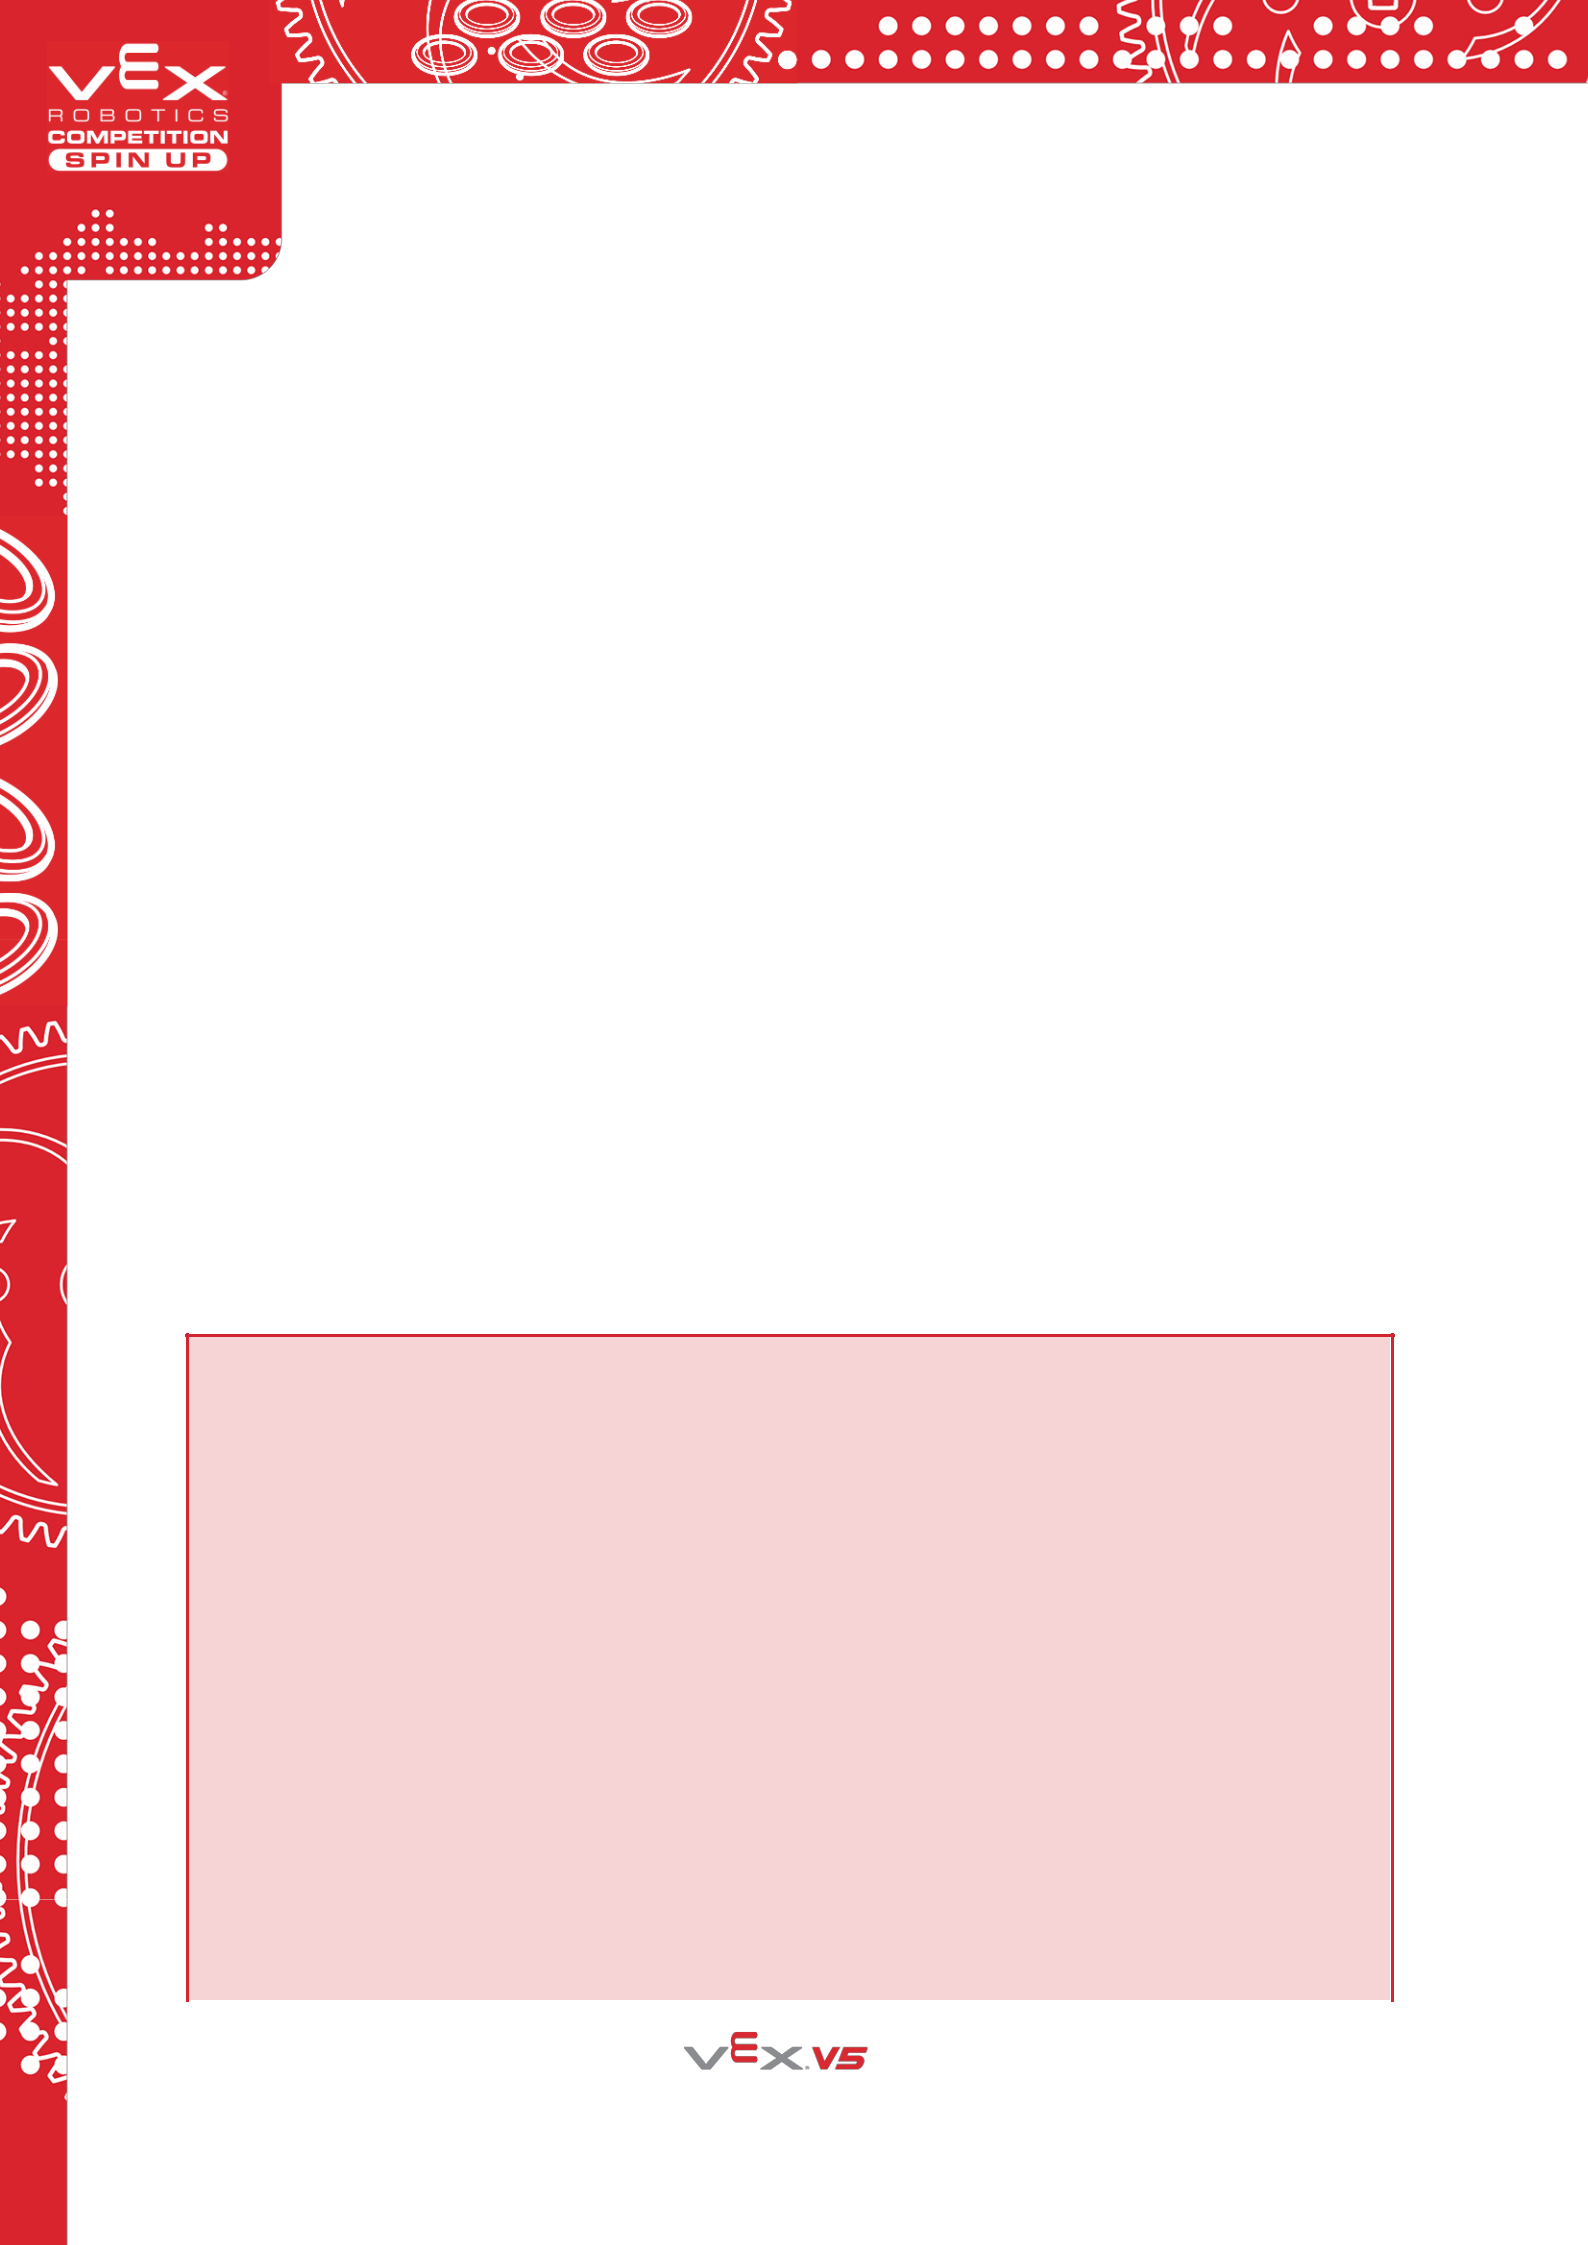 VEX
ROBOTICS
COMPETITION
SPIN UP
VEX V5